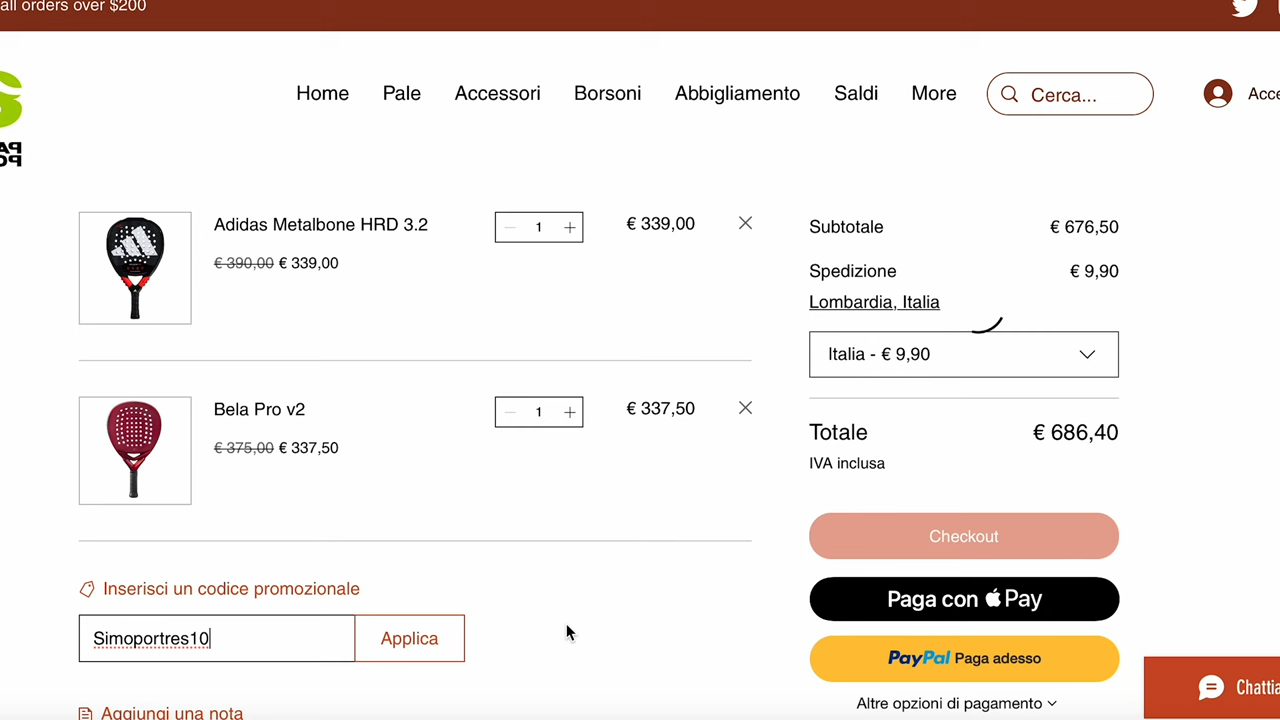 all orders over $200
Home Pale Accessori Borsoni Abbigliamento Saldi More Cerca...
Adidas Metalbone HRD 3.2
€ 390,00 € 339,00
1
€ 339,00
Bela Pro v2
€ 375,00 € 337,50
1
€ 337,50
Inserisci un codice promozionale
Simoportres10 Applica
Aggiungi una nota
Subtotale € 676,50
Spedizione € 9,90
Lombardia, Italia
Italia - € 9,90
Totale € 686,40
IVA inclusa
Checkout
Paga con Pay
PayPal Paga adesso
Altre opzioni di pagamento